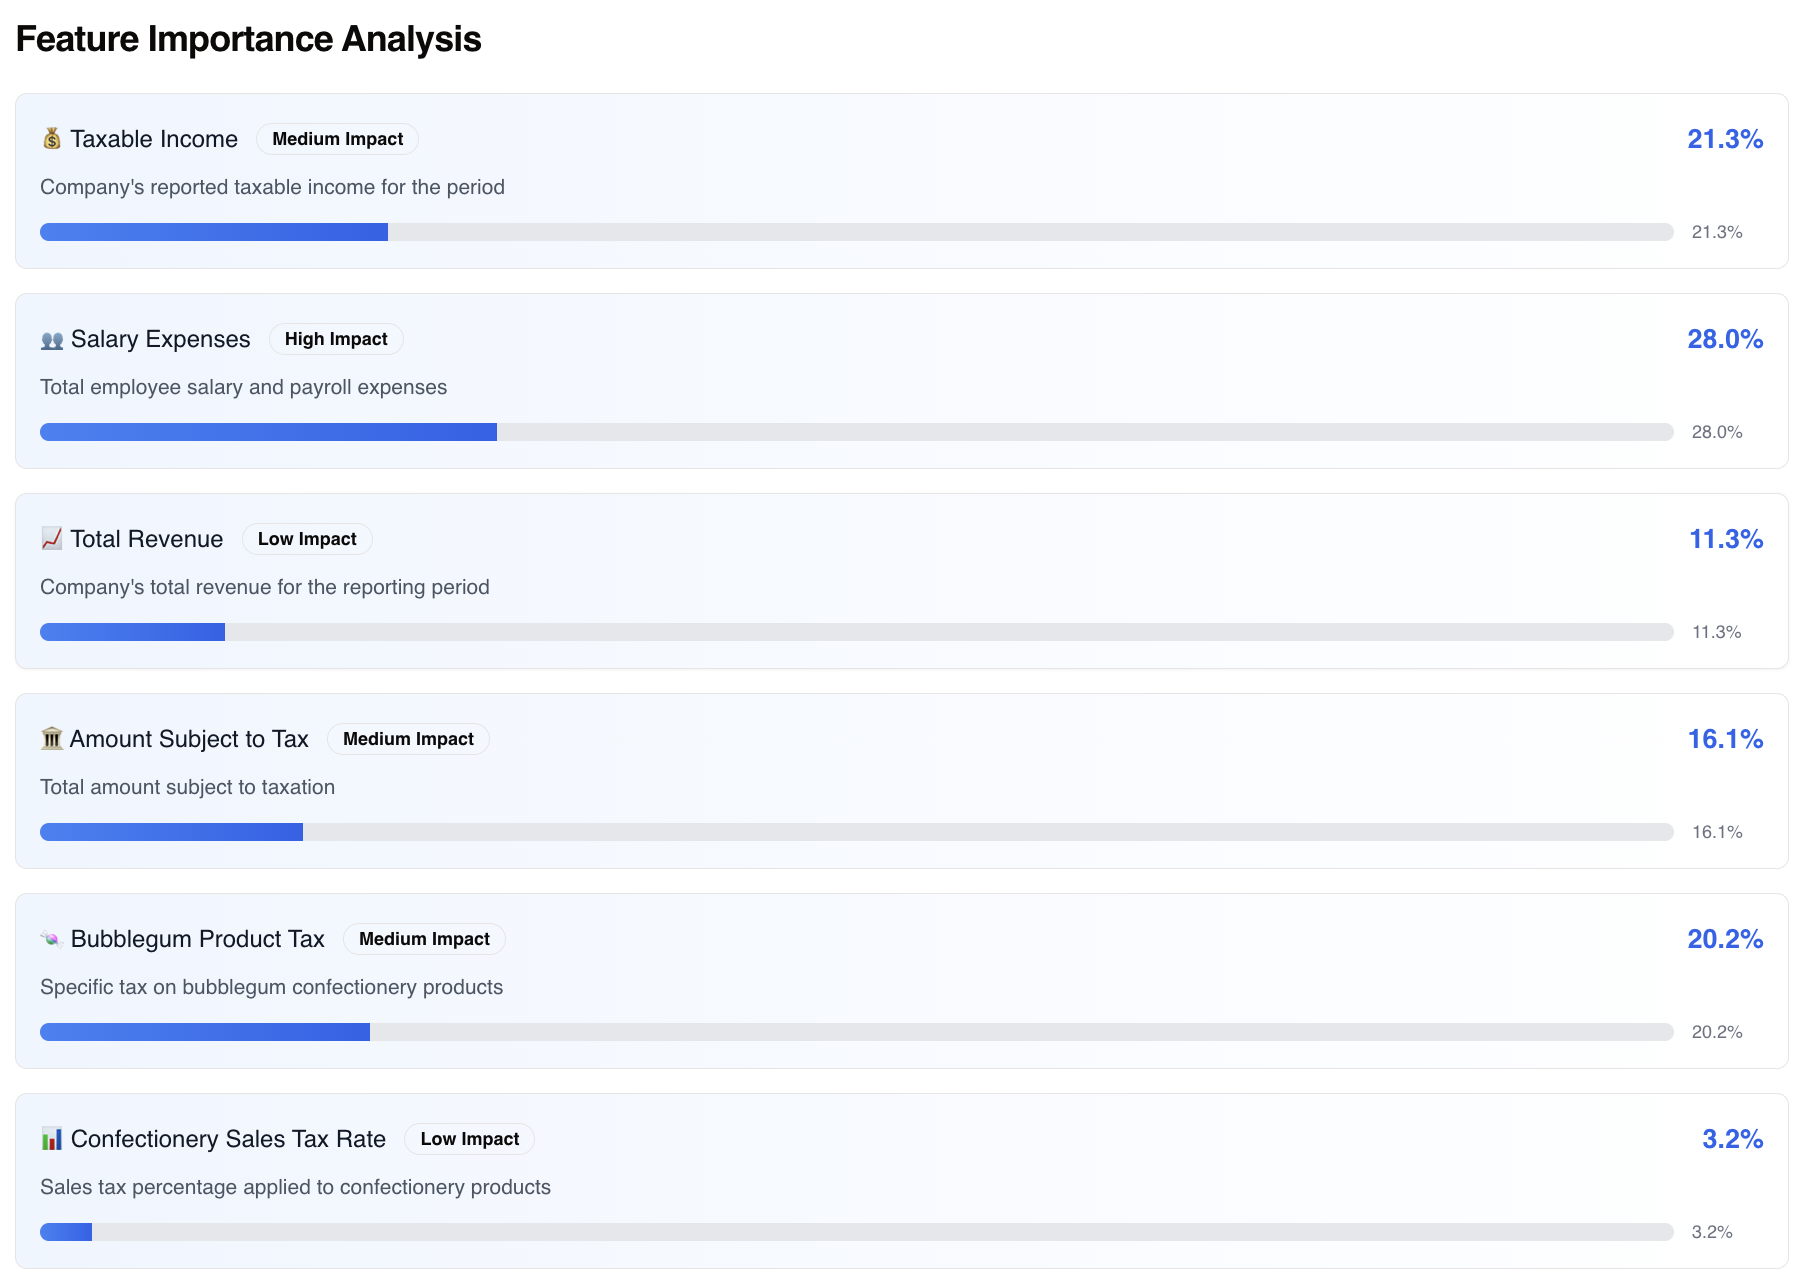 Feature Importance Analysis
Taxable Income Medium Impact 21.3%
Company's reported taxable income for the period
21.3%
Salary Expenses High Impact 28.0%
Total employee salary and payroll expenses
28.0%
Total Revenue Low Impact 11.3%
Company's total revenue for the reporting period
11.3%
Amount Subject to Tax Medium Impact 16.1%
Total amount subject to taxation
16.1%
Bubblegum Product Tax Medium Impact 20.2%
Specific tax on bubblegum confectionery products
20.2%
Confectionery Sales Tax Rate Low Impact 3.2%
Sales tax percentage applied to confectionery products
3.2%